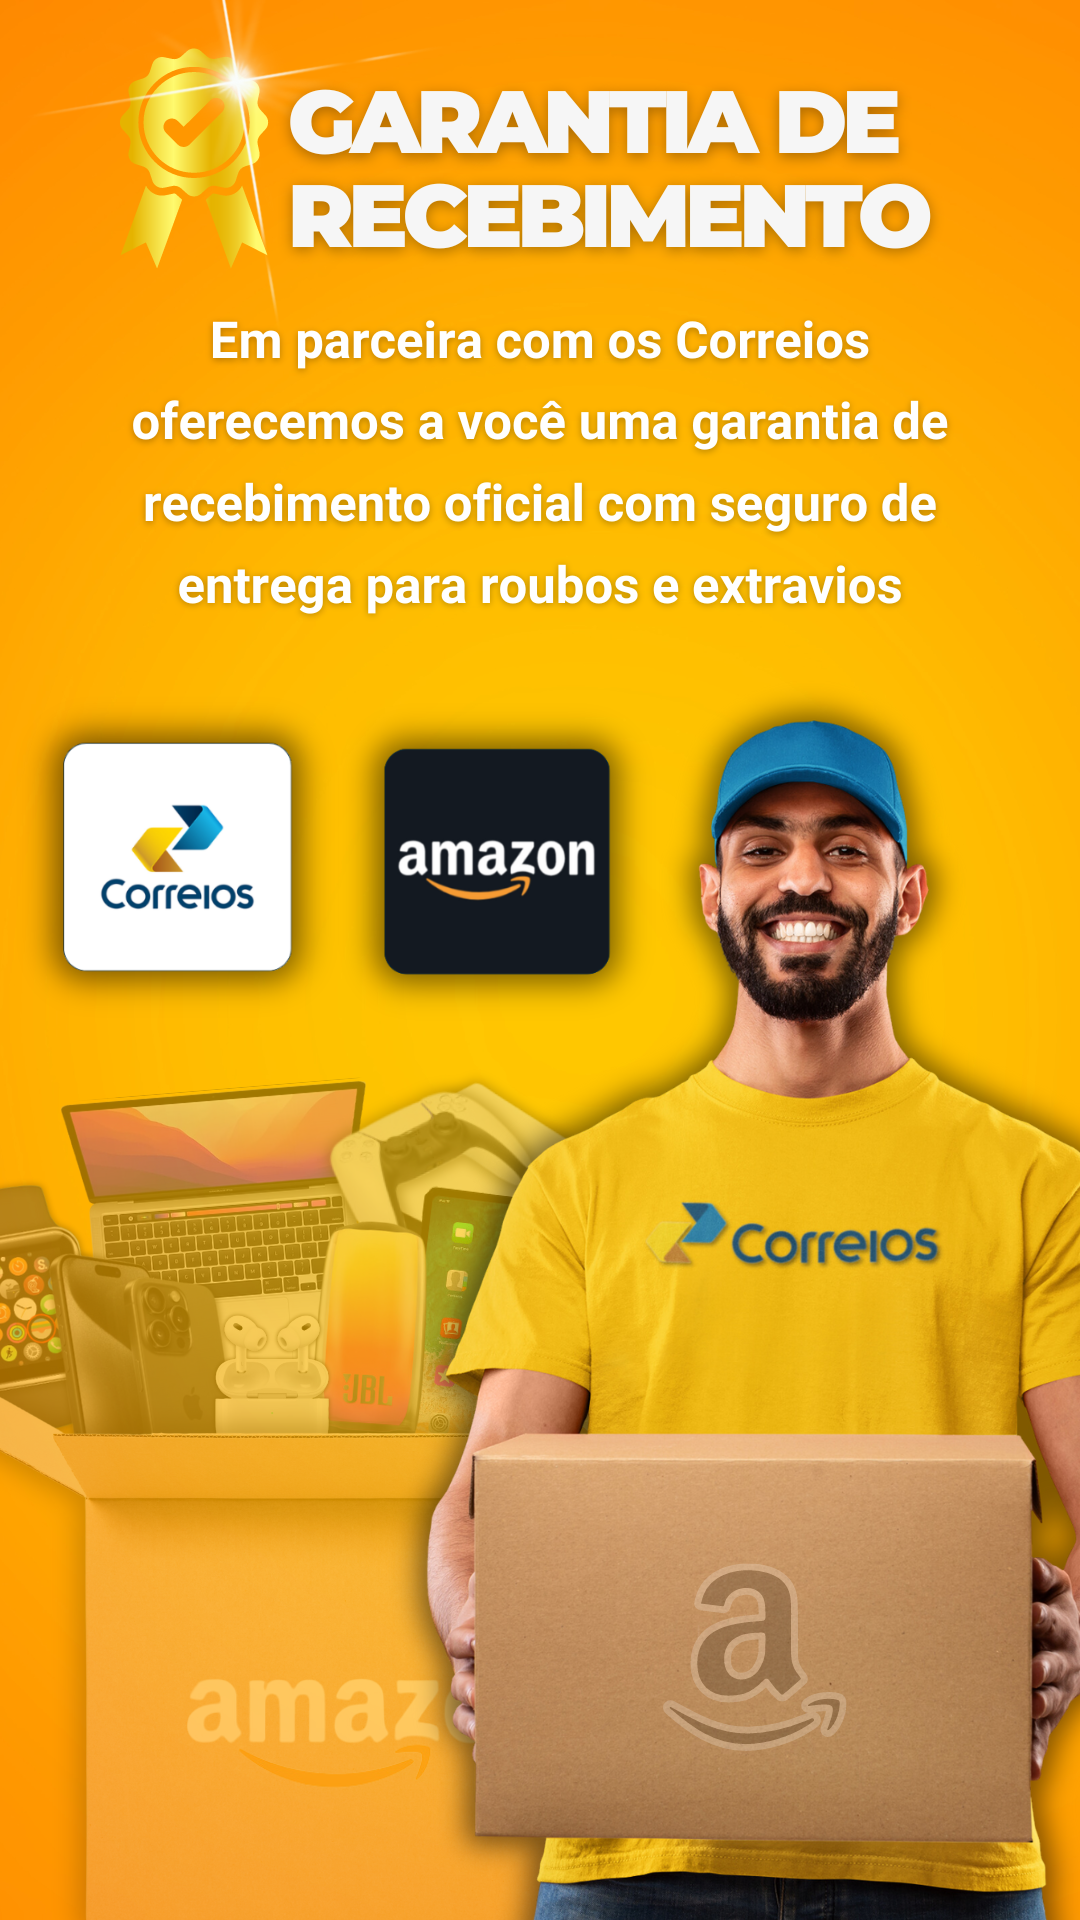 GARANTIA DE
RECEBIMENTO
Em parceira com os Correios
oferecemos a você uma garantia de
recebimento oficial com seguro de
entrega para roubos e extravios
Correios
amazon
Correios
JBL
a
amaz